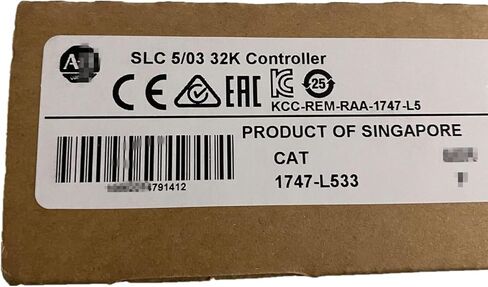 SLC 5/03 32K Controller
CE EAC 25
KCC-REM-RAA-1747-L5
PRODUCT OF SINGAPORE
CAT
1747-L533
4791412